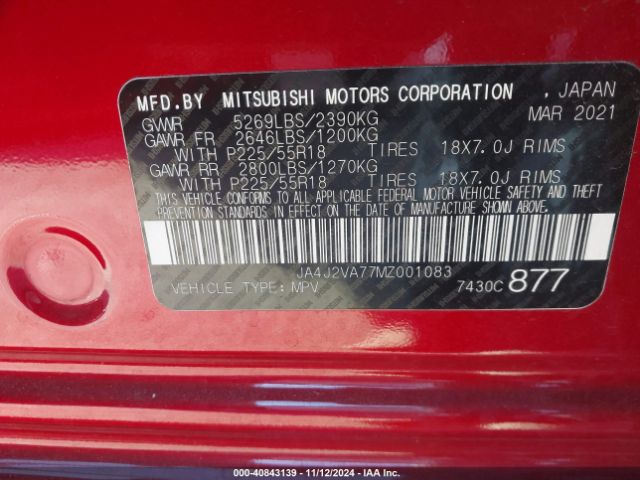 MFD.BY MITSUBISHI MOTORS CORPORATION , JAPAN
GVWR 5269LBS/2390KG MAR 2021
GAWR FR 2646LBS/1200KG
WITH P225/55R18 TIRES 18X7.0J RIMS
GAWR RR 2800LBS/1270KG
WITH P225/55R18 TIRES 18X7.0J RIMS
THIS VEHICLE CONFORMS TO ALL APPLICABLE FEDERAL MOTOR VEHICLE SAFETY AND THEFT
PREVENTION STANDARDS IN EFFECT ON THE DATE OF MANUFACTURE SHOWN ABOVE.
JA4J2VA77MZ001083
VEHICLE TYPE: MPV 7430C 877
000-40843139 - 11/12/2024 - IAA Inc.